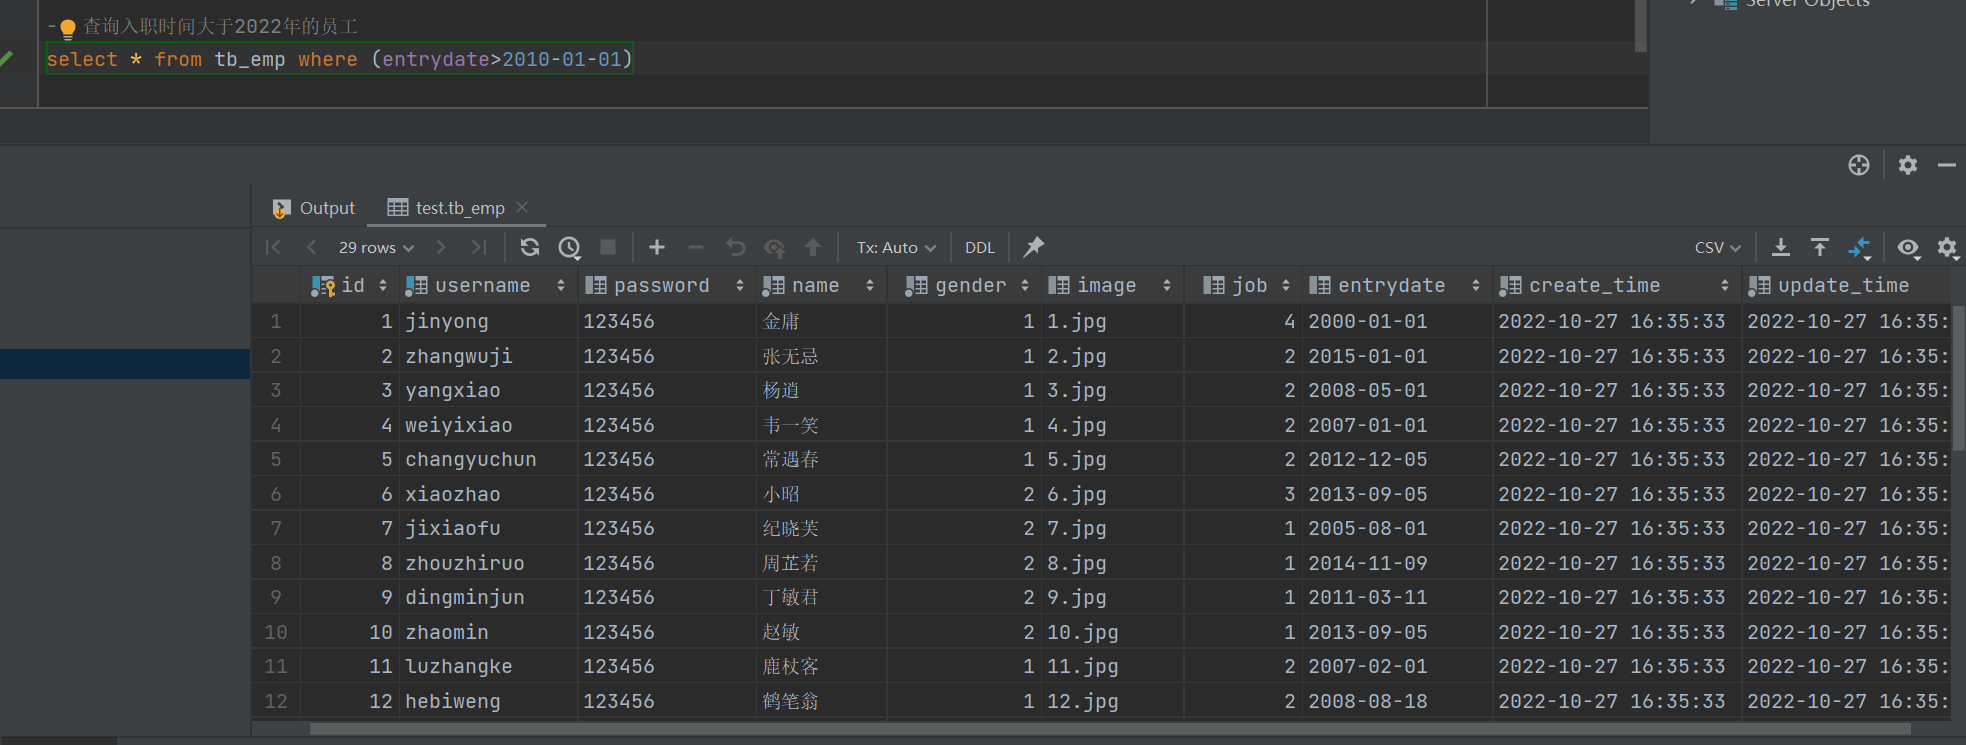 Server Objects
- 查询入职时间大于2022年的员工
select * from tb_emp where (entrydate>2010-01-01)
Output test.tb_emp
29 rows Tx: Auto DDL CSV
id username password name gender image job entrydate create_time update_time
1 1 jinyong 123456 金庸 1 1.jpg 4 2000-01-01 2022-10-27 16:35:33 2022-10-27 16:35:
2 2 zhangwuji 123456 张无忌 1 2.jpg 2 2015-01-01 2022-10-27 16:35:33 2022-10-27 16:35:
3 3 yangxiao 123456 杨逍 1 3.jpg 2 2008-05-01 2022-10-27 16:35:33 2022-10-27 16:35:
4 4 weiyixiao 123456 韦一笑 1 4.jpg 2 2007-01-01 2022-10-27 16:35:33 2022-10-27 16:35:
5 5 changyuchun 123456 常遇春 1 5.jpg 2 2012-12-05 2022-10-27 16:35:33 2022-10-27 16:35:
6 6 xiaozhao 123456 小昭 2 6.jpg 3 2013-09-05 2022-10-27 16:35:33 2022-10-27 16:35:
7 7 jixiaofu 123456 纪晓芙 2 7.jpg 1 2005-08-01 2022-10-27 16:35:33 2022-10-27 16:35:
8 8 zhouzhiruo 123456 周芷若 2 8.jpg 1 2014-11-09 2022-10-27 16:35:33 2022-10-27 16:35:
9 9 dingminjun 123456 丁敏君 2 9.jpg 1 2011-03-11 2022-10-27 16:35:33 2022-10-27 16:35:
10 10 zhaomin 123456 赵敏 2 10.jpg 1 2013-09-05 2022-10-27 16:35:33 2022-10-27 16:35:
11 11 luzhangke 123456 鹿杖客 1 11.jpg 2 2007-02-01 2022-10-27 16:35:33 2022-10-27 16:35:
12 12 hebiweng 123456 鹤笔翁 1 12.jpg 2 2008-08-18 2022-10-27 16:35:33 2022-10-27 16:35: